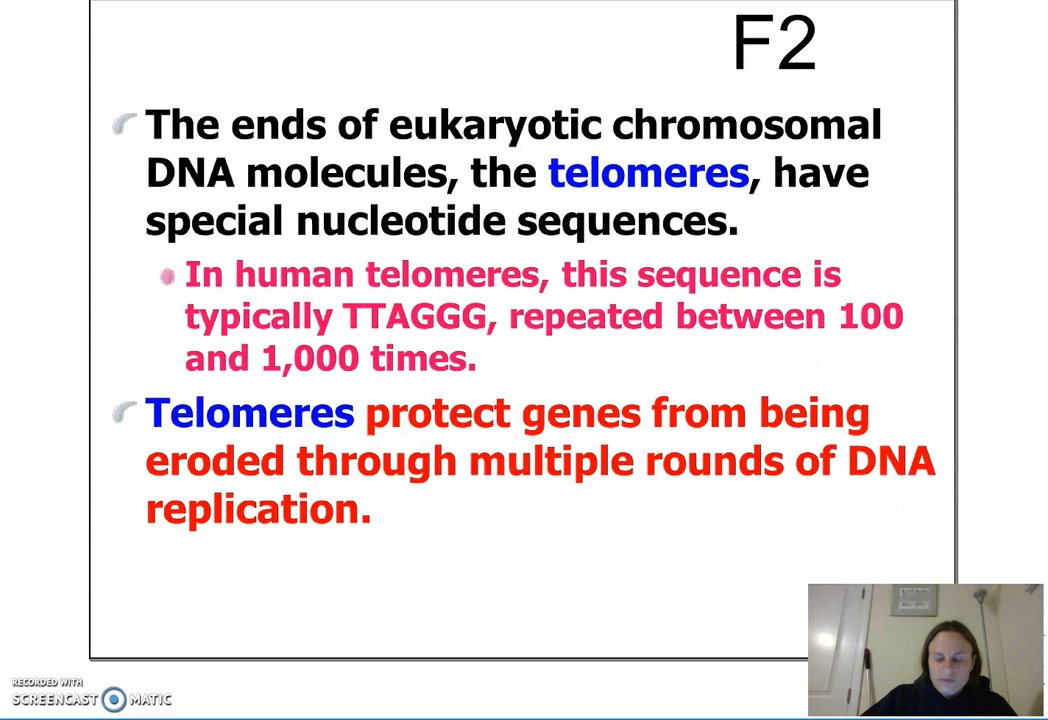 F2
The ends of eukaryotic chromosomal
DNA molecules, the telomeres, have
special nucleotide sequences.
In human telomeres, this sequence is
typically TTAGGG, repeated between 100
and 1,000 times.
Telomeres protect genes from being
eroded through multiple rounds of DNA
replication.
RECORDED WITH
SCREENCAST MATIC